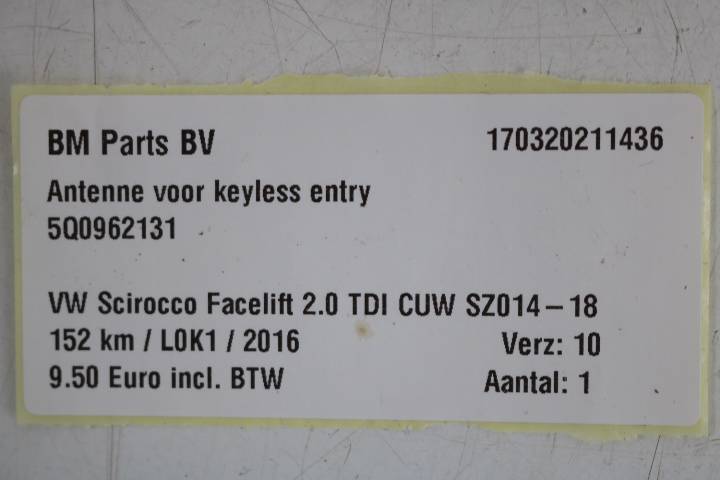 BM Parts BV 170320211436
Antenne voor keyless entry
5Q0962131
VW Scirocco Facelift 2.0 TDI CUW SZ014-18
152 km / L0K1 / 2016 Verz: 10
9.50 Euro incl. BTW Aantal: 1